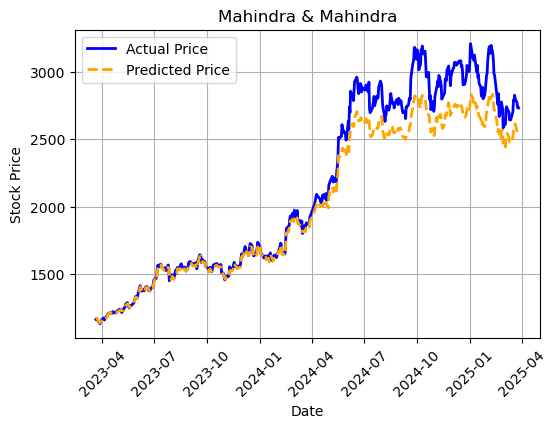 Mahindra & Mahindra
Actual Price
Predicted Price
Stock Price
3000
2500
2000
1500
2023-04
2023-07
2023-10
2024-01
2024-04
2024-07
2024-10
2025-01
2025-04
Date